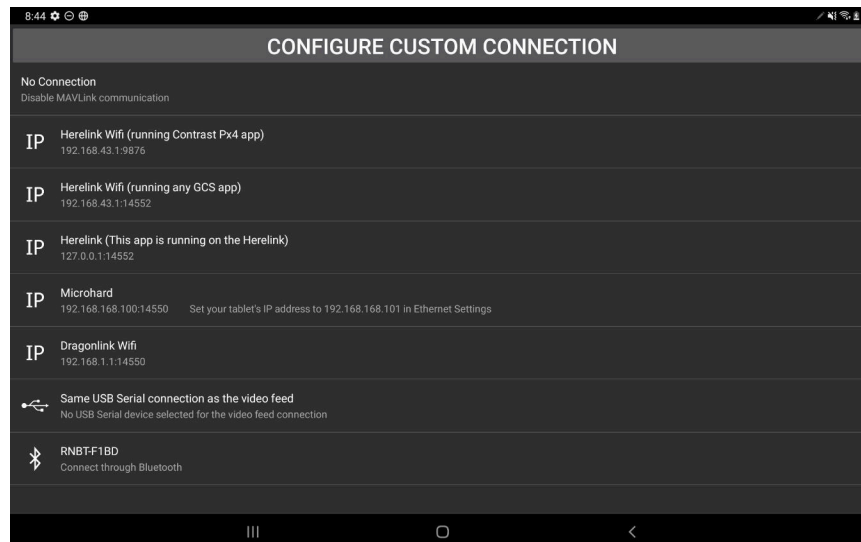 8:44
CONFIGURE CUSTOM CONNECTION
No Connection
Disable MAVLink communication
IP
Herelink Wifi (running Contrast Px4 app)
192.168.43.1:9876
IP
Herelink Wifi (running any GCS app)
192.168.43.1:14552
IP
Herelink (This app is running on the Herelink)
127.0.0.1:14552
IP
Microhard
192.168.168.100:14550 Set your tablet's IP address to 192.168.168.101 in Ethernet Settings
IP
Dragonlink Wifi
192.168.1.1:14550
Same USB Serial connection as the video feed
No USB Serial device selected for the video feed connection
RNBT-F1BD
Connect through Bluetooth